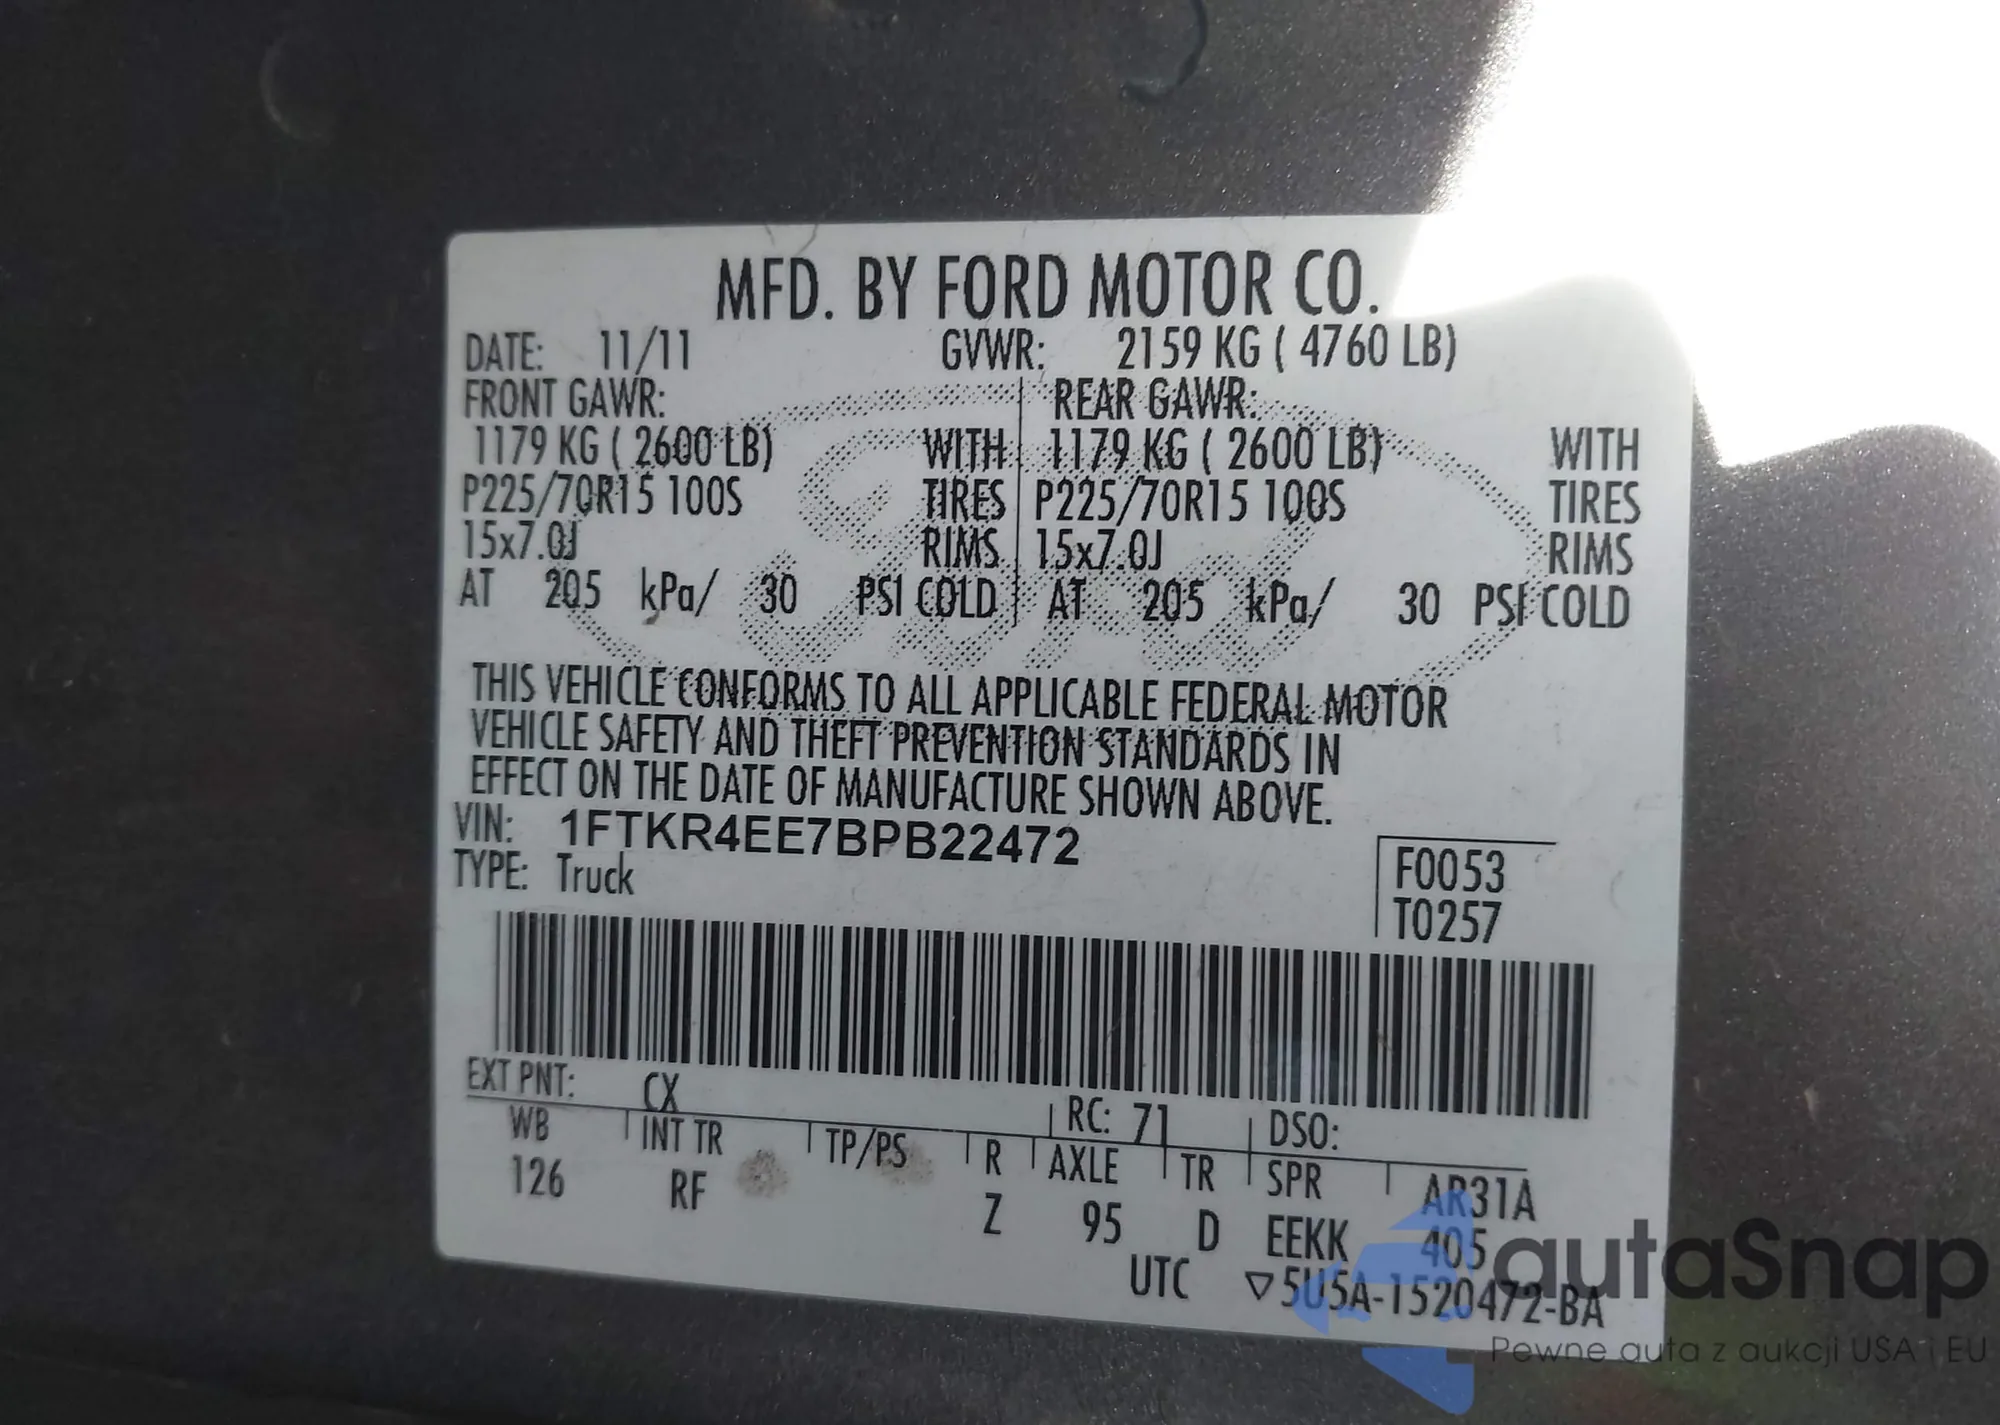 MFD. BY FORD MOTOR CO.
DATE: 11/11 GVWR: 2159 KG ( 4760 LB)
FRONT GAWR: REAR GAWR:
1179 KG ( 2600 LB) WITH 1179 KG ( 2600 LB) WITH
P225/70R15 100S TIRES P225/70R15 100S TIRES
15x7.0J RIMS 15x7.0J RIMS
AT 205 kPa/ 30 PSI COLD AT 205 kPa/ 30 PSI COLD
THIS VEHICLE CONFORMS TO ALL APPLICABLE FEDERAL MOTOR
VEHICLE SAFETY AND THEFT PREVENTION STANDARDS IN
EFFECT ON THE DATE OF MANUFACTURE SHOWN ABOVE.
VIN: 1FTKR4EE7BPB22472
TYPE: Truck
F0053
T0257
EXT PNT: CX RC: 71 DSO:
WB INT TR TP/PS R AXLE TR SPR AR31A
126 RF Z 95 D EEKK 405
UTC ▽5U5A-1520472-BA
autaSnap
Pewne auta z aukcji USA i EU